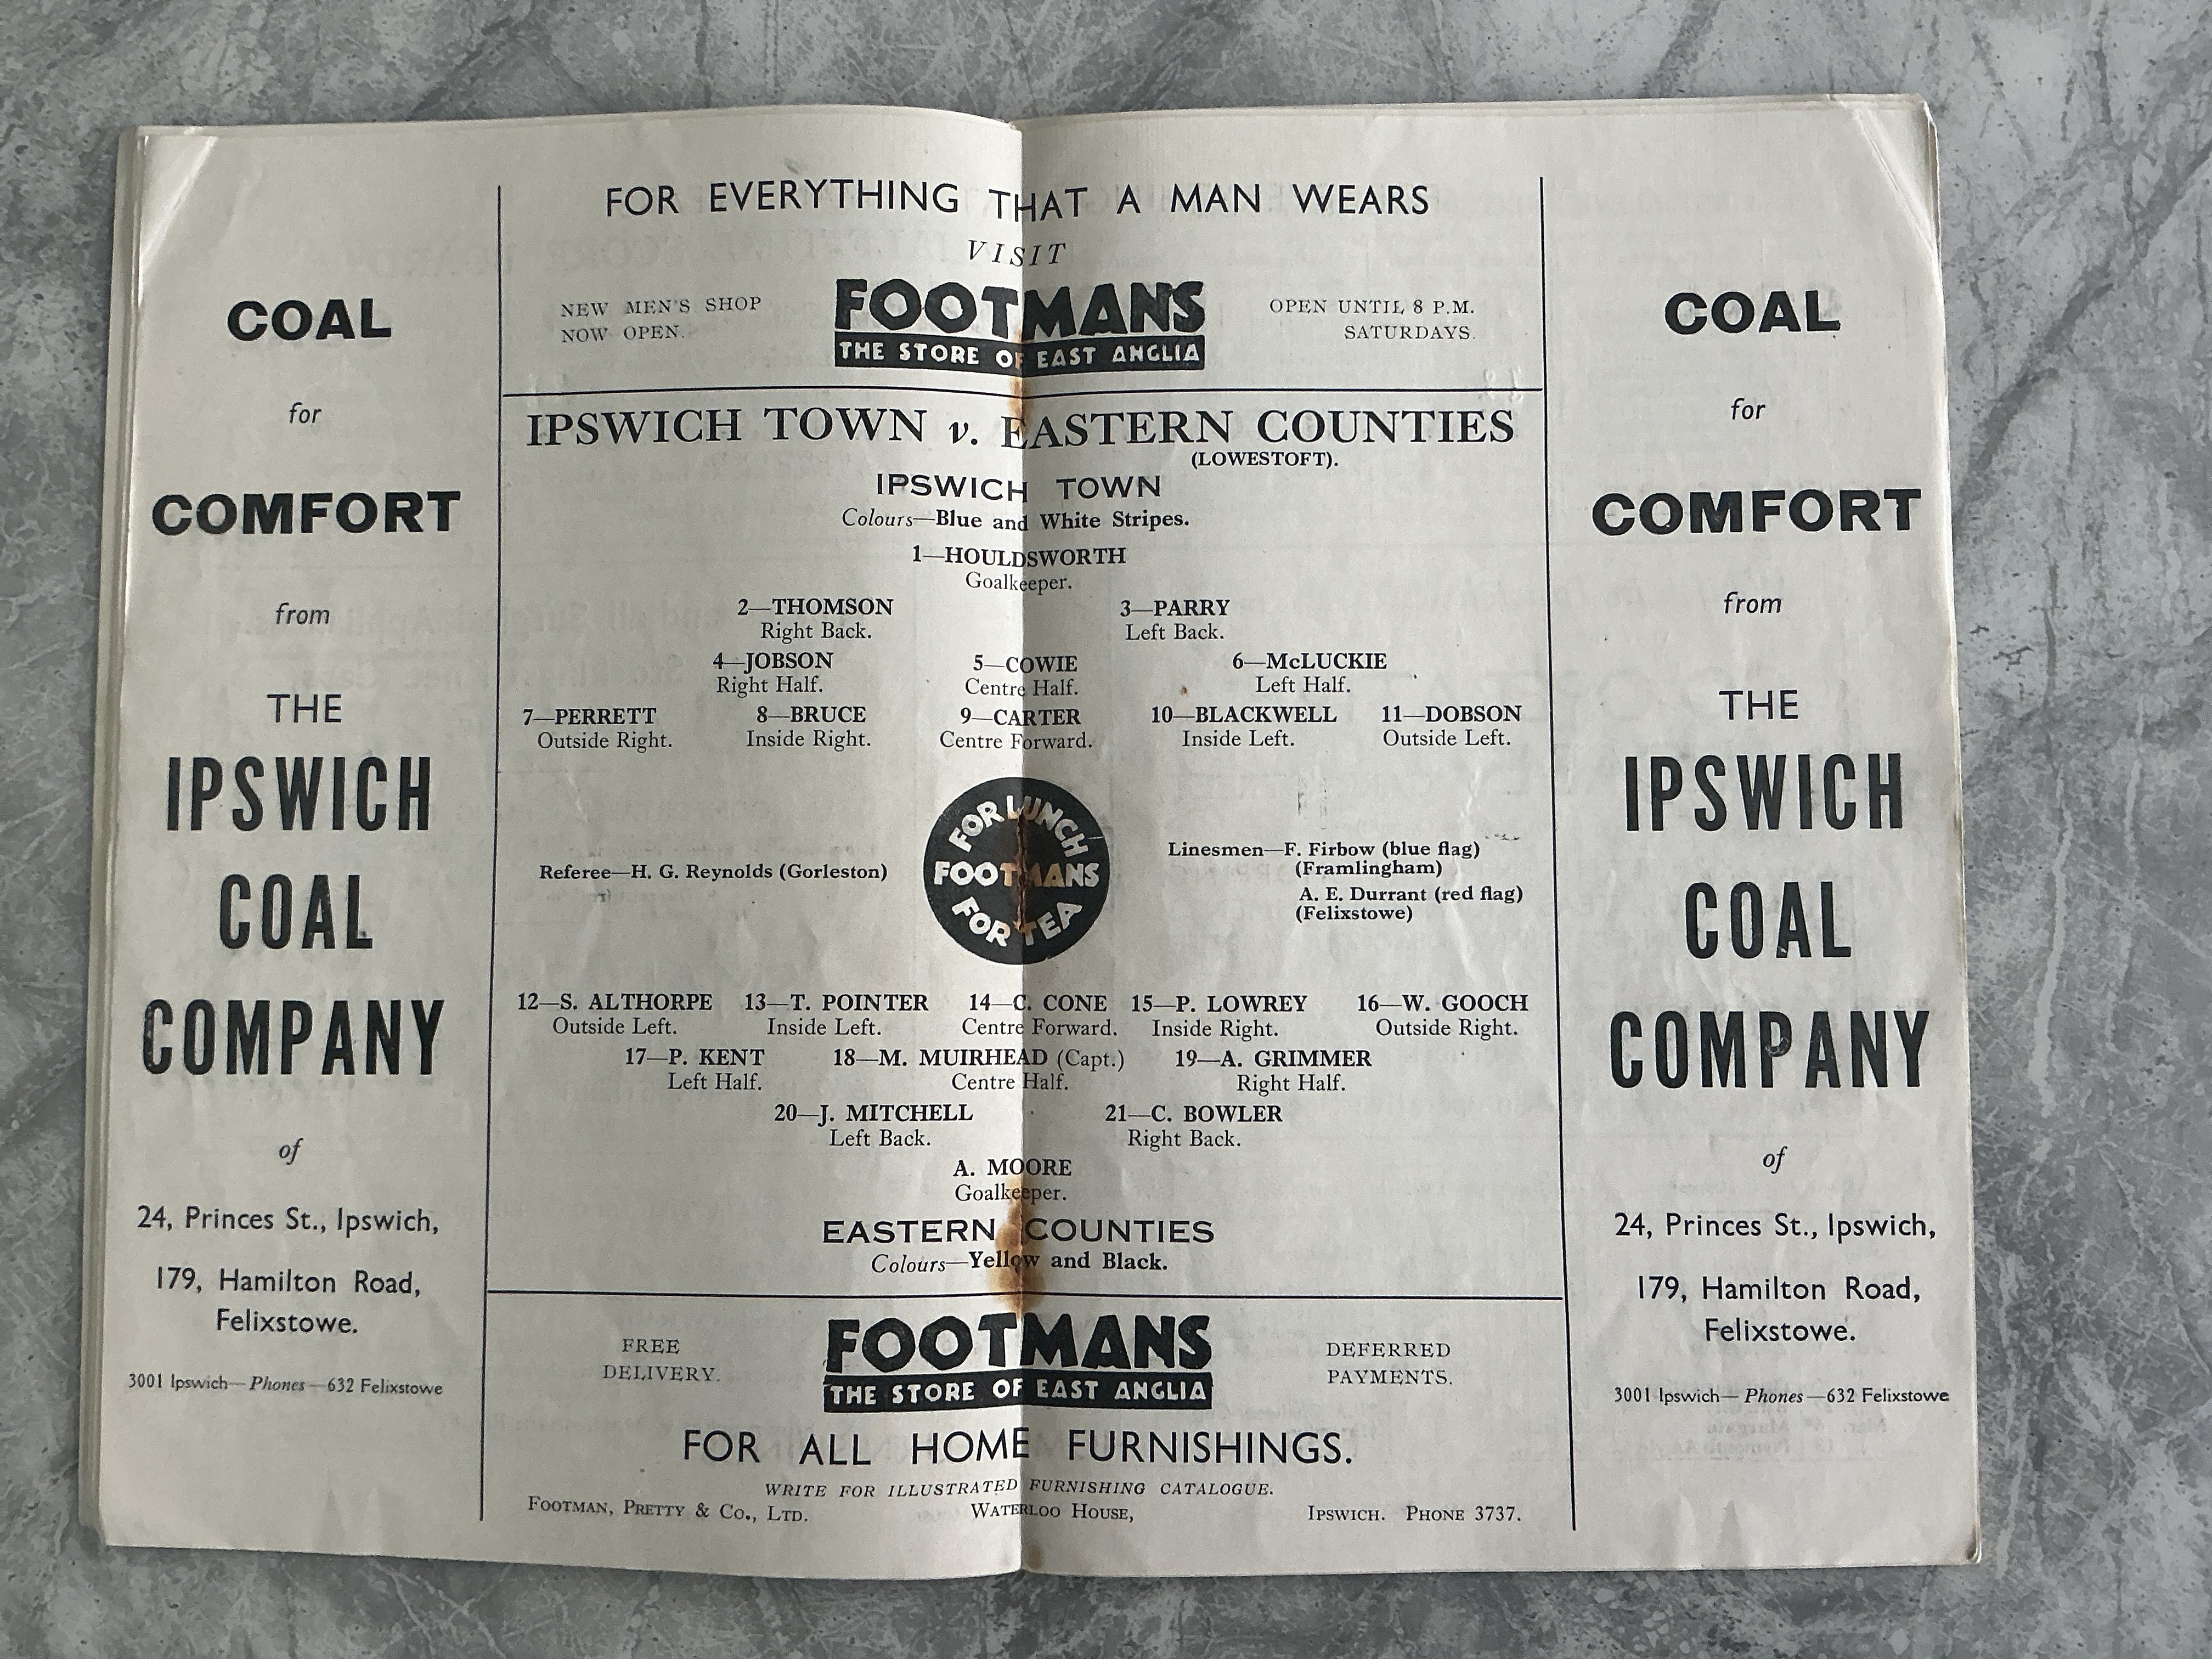 COAL
for
COMFORT
from
THE
IPSWICH
COAL
COMPANY
of
24, Princes St., Ipswich,
179, Hamilton Road,
Felixstowe.
3001 Ipswich—Phones—632 Felixstowe
FOR EVERYTHING THAT A MAN WEARS
VISIT
NEW MEN'S SHOP
NOW OPEN.
FOOTMANS
THE STORE OF EAST ANGLIA
OPEN UNTIL 8 P.M.
SATURDAYS.
IPSWICH TOWN v. EASTERN COUNTIES
(LOWESTOFT).
IPSWICH TOWN
Colours—Blue and White Stripes.
1—HOULDSWORTH
Goalkeeper.
2—THOMSON 3—PARRY
Right Back. Left Back.
4—JOBSON 5—COWIE 6—McLUCKIE
Right Half. Centre Half. Left Half.
7—PERRETT 8—BRUCE 9—CARTER 10—BLACKWELL 11—DOBSON
Outside Right. Inside Right. Centre Forward. Inside Left. Outside Left.
Referee—H. G. Reynolds (Gorleston)
FOR LUNCH
FOOTMANS
FOR TEA
Linesmen—F. Firbow (blue flag)
(Framlingham)
A. E. Durrant (red flag)
(Felixstowe)
12—S. ALTHORPE 13—T. POINTER 14—C. CONE 15—P. LOWREY 16—W. GOOCH
Outside Left. Inside Left. Centre Forward. Inside Right. Outside Right.
17—P. KENT 18—M. MUIRHEAD (Capt.) 19—A. GRIMMER
Left Half. Centre Half. Right Half.
20—J. MITCHELL 21—C. BOWLER
Left Back. Right Back.
A. MOORE
Goalkeeper.
EASTERN COUNTIES
Colours—Yellow and Black.
FREE
DELIVERY.
FOOTMANS
THE STORE OF EAST ANGLIA
DEFERRED
PAYMENTS.
FOR ALL HOME FURNISHINGS.
WRITE FOR ILLUSTRATED FURNISHING CATALOGUE.
FOOTMAN, PRETTY & CO., LTD. WATERLOO HOUSE, IPSWICH. PHONE 3737.
COAL
for
COMFORT
from
THE
IPSWICH
COAL
COMPANY
of
24, Princes St., Ipswich,
179, Hamilton Road,
Felixstowe.
3001 Ipswich—Phones—632 Felixstowe